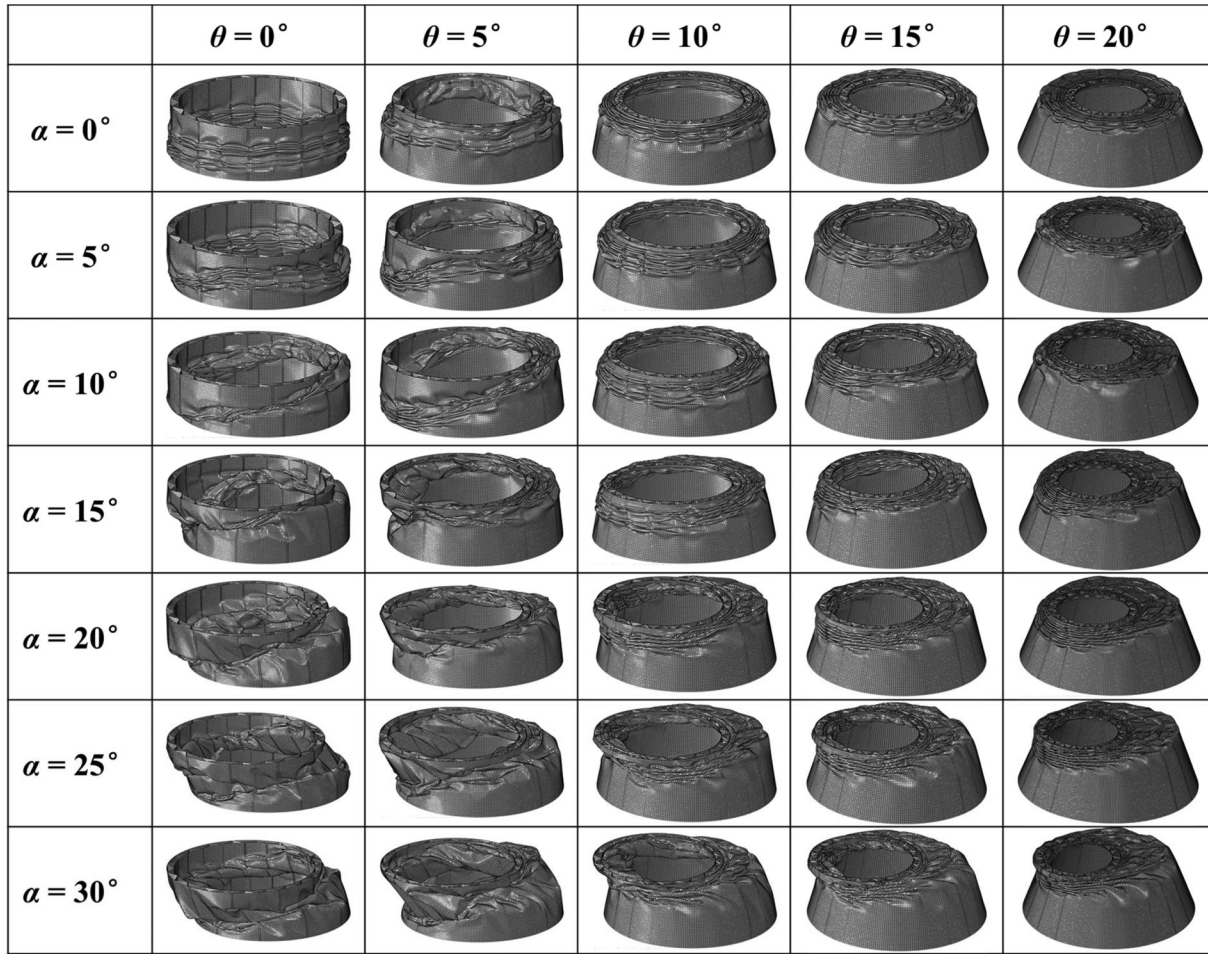 θ = 0° θ = 5° θ = 10° θ = 15° θ = 20°
α = 0°
α = 5°
α = 10°
α = 15°
α = 20°
α = 25°
α = 30°